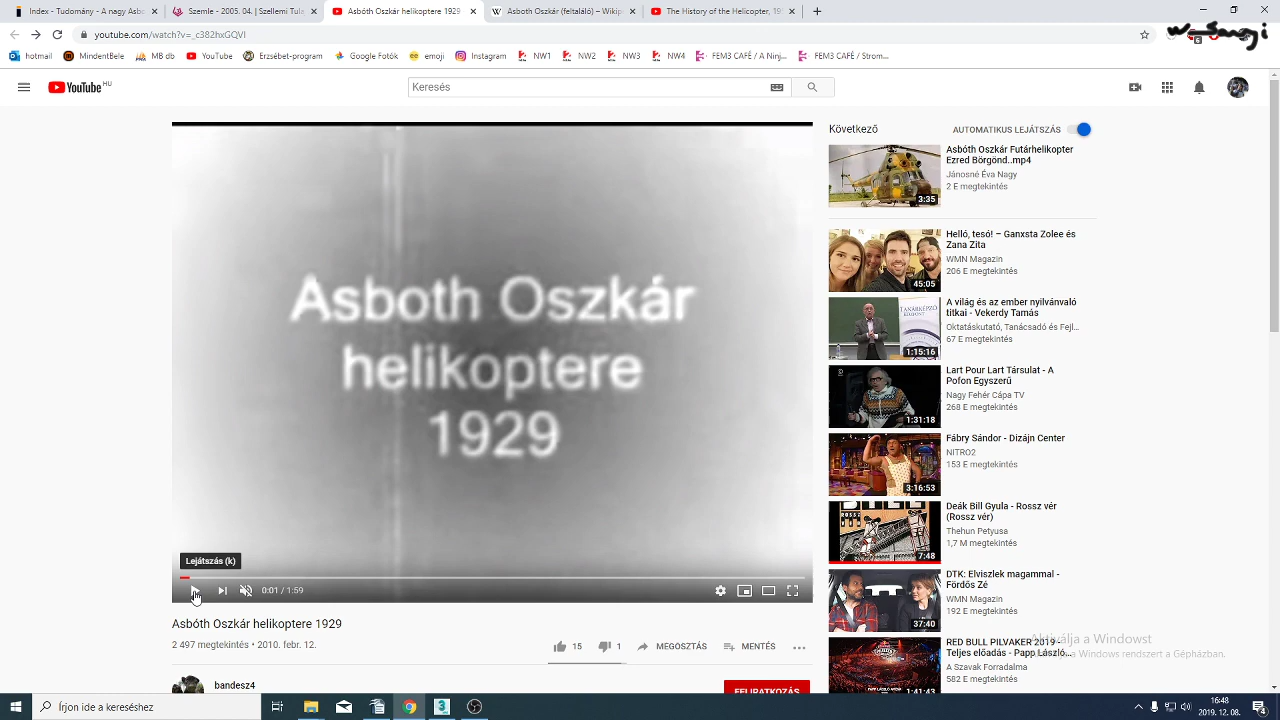 Index - Tudomány - A nagy Asbo
Szemle - 2005. 04. Szellemi Tula
Asbóth Oszkár helikoptere 1929
Asboth Oszkár (feltaláló) – Wikip
The History of the Helicopter, 19
youtube.com/watch?v=_c382hxGQVI
hotmail
MindentBele
MB db
YouTube
Erzsébet-program
Google Fotók
emoji
Instagram
NW1
NW2
NW3
NW4
FEM3 CAFÉ / A Ninj...
FEM3 CAFÉ / Strom...
YouTube HU
Keresés
Asbóth Oszkár
helikoptere
1929
Lejátszás (k)
0:01 / 1:59
Asbóth Oszkár helikoptere 1929
2 497 megtekintés • 2010. febr. 12.
15
1
MEGOSZTÁS
MENTÉS
bandesz4
FELIRATKOZÁS
Következő
AUTOMATIKUS LEJÁTSZÁS
Asbóth Oszkár Futárhelikopter
Ezred Börgönd..mp4
Jánosné Éva Nagy
2 E megtekintés
3:35
Helló, tesó! – Ganxsta Zolee és
Zana Zita
WMN Magazin
206 E megtekintés
45:05
A világ és az ember nyilvánvaló
titkai - Vekerdy Tamás
Oktatáskutató, Tanácsadó és Fejl...
67 E megtekintés
1:15:16
Lart Pour Lart Társulat - A
Pofon Egyszerű
Nagy Fehér Cápa TV
268 E megtekintés
1:31:18
Fábry Sándor - Dizájn Center
NITRO2
153 E megtekintés
3:16:53
Deák Bill Gyula - Rossz vér
(Rossz vér)
Thehun Petyusa
1,7 M megtekintés
7:48
DTK: Elviszlek magammal -
Fördős Zé
WMN Magazin
192 E megtekintés
37:40
RED BULL PILVAKER 2019 -
Teljes előadás - Papp László...
A Szavak Forradalma
582 E megtekintés
1:41:43
Írjon ide a kereséshez
16:48
2019. 12. 08.